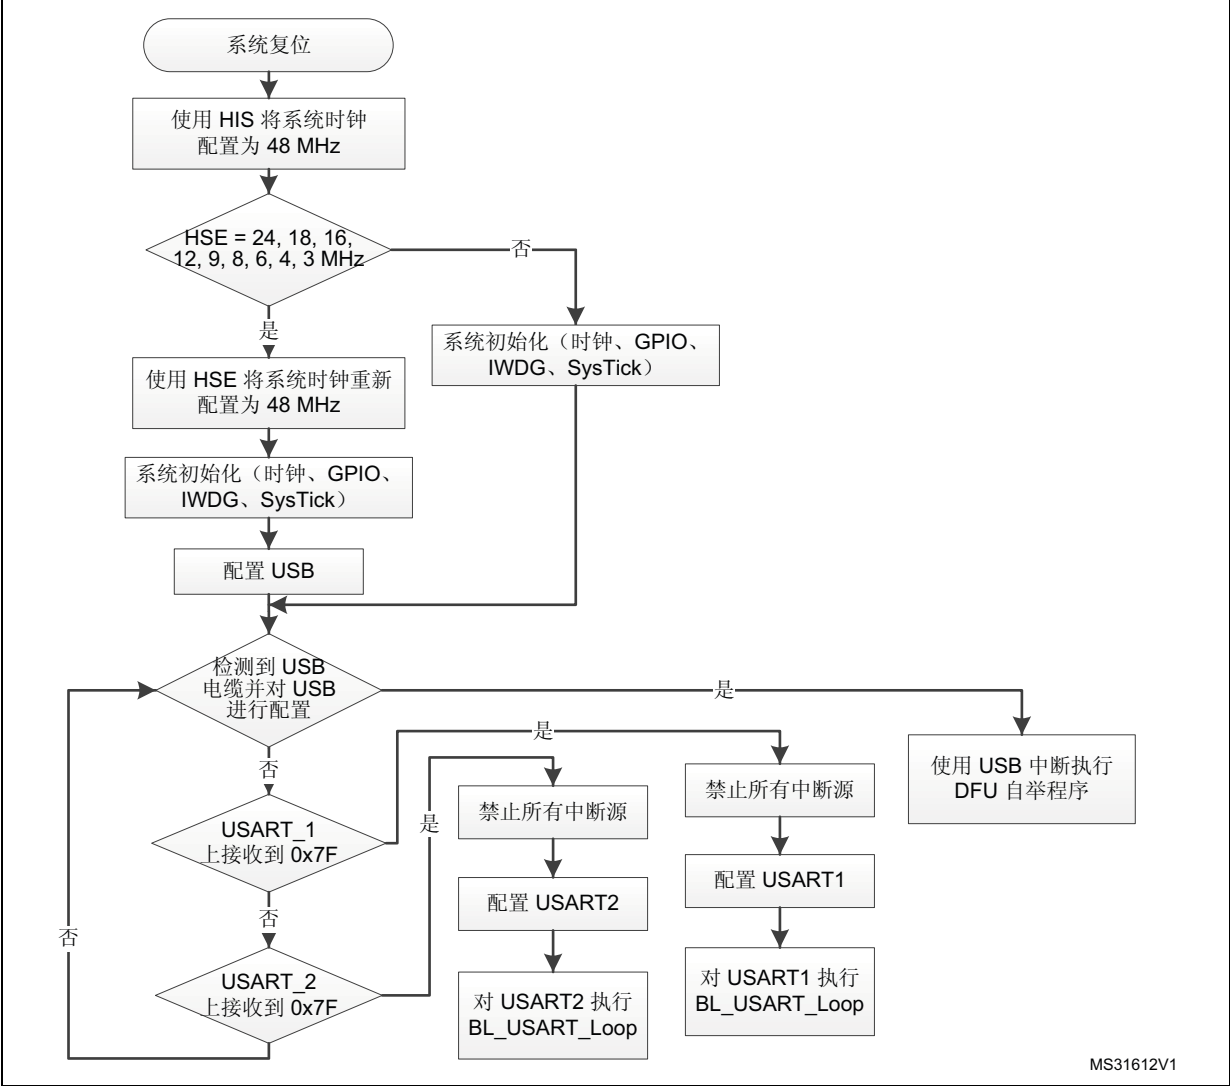 系统复位
使用 HIS 将系统时钟
配置为 48 MHz
HSE = 24, 18, 16,
12, 9, 8, 6, 4, 3 MHz
否
是
系统初始化（时钟、GPIO、
IWDG、SysTick）
使用 HSE 将系统时钟重新
配置为 48 MHz
系统初始化（时钟、GPIO、
IWDG、SysTick）
配置 USB
检测到 USB
电缆并对 USB
进行配置
是
否
是
使用 USB 中断执行
DFU 自举程序
禁止所有中断源
禁止所有中断源
USART_1
上接收到 0x7F
是
配置 USART1
配置 USART2
否
否
USART_2
上接收到 0x7F
对 USART2 执行
BL_USART_Loop
对 USART1 执行
BL_USART_Loop
MS31612V1